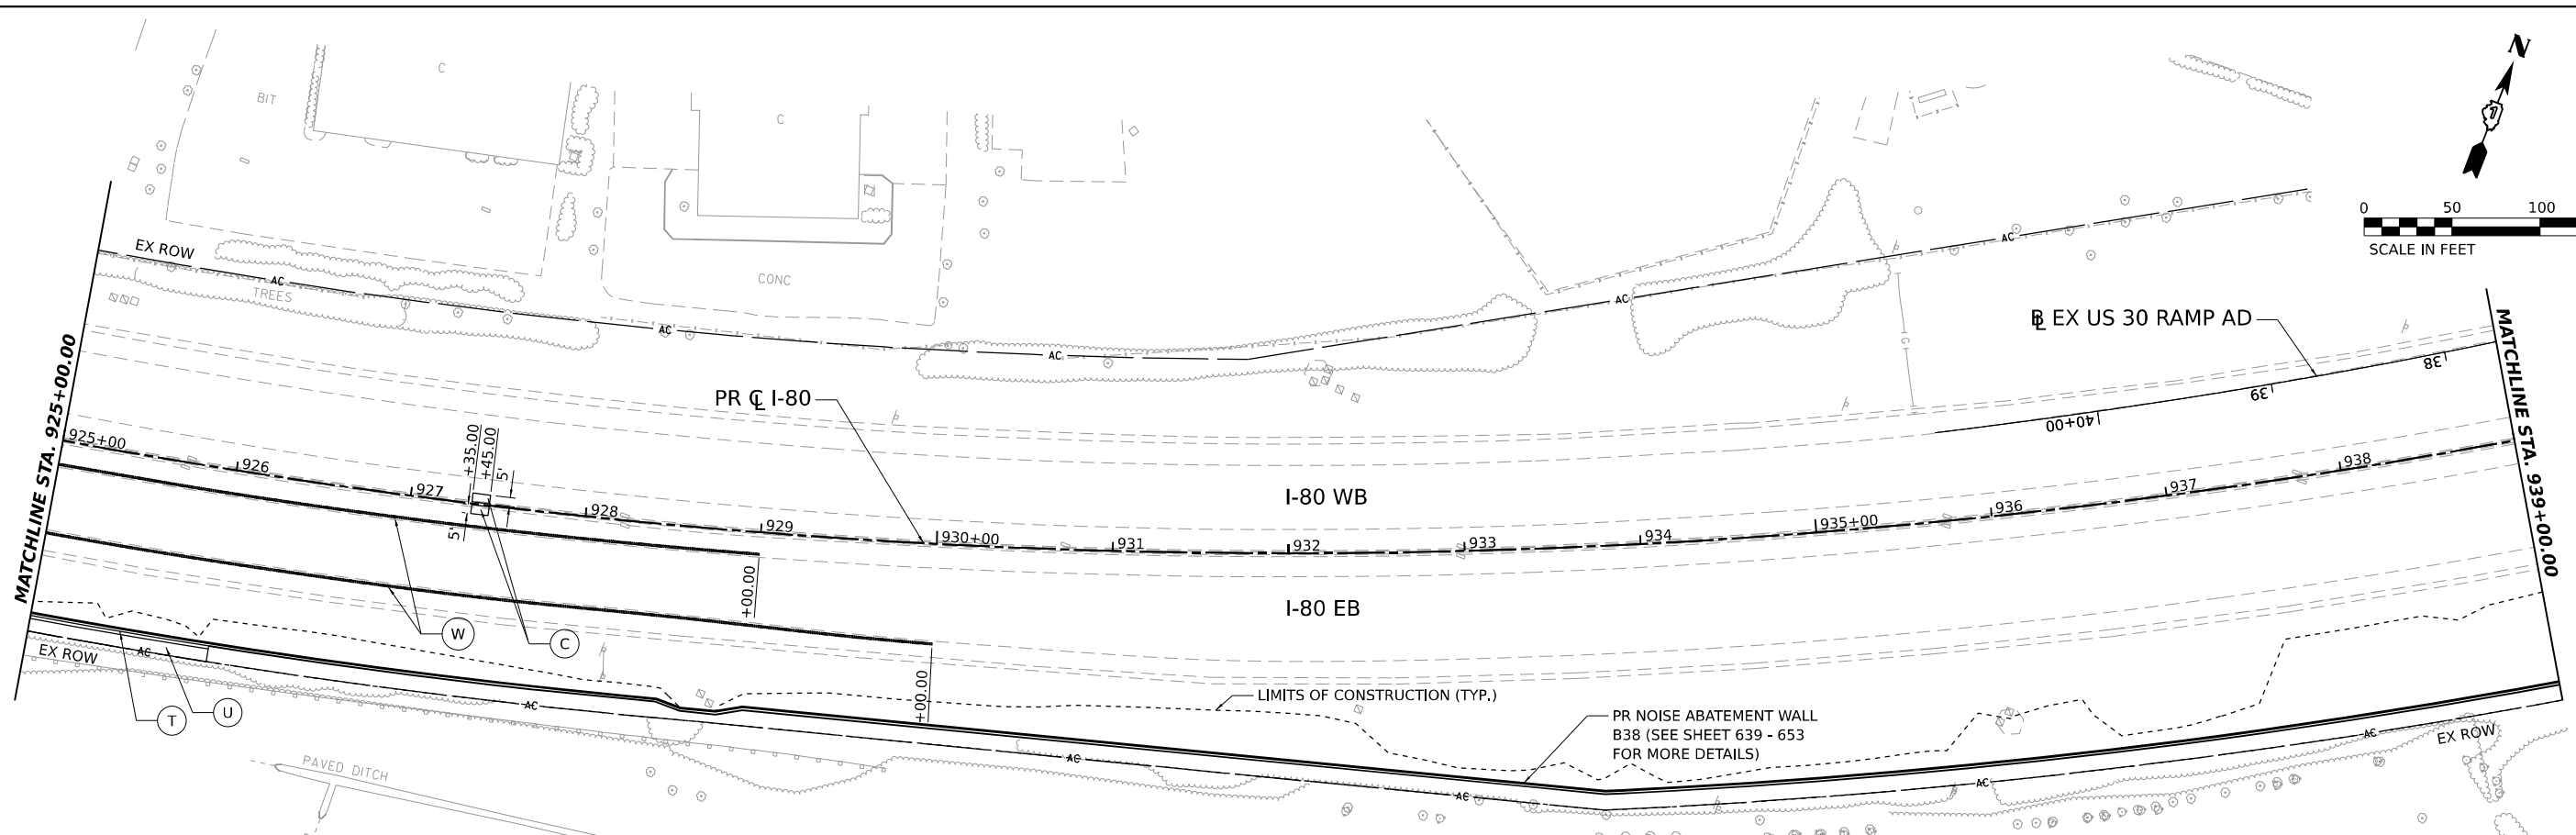 N
1
0 50 100
SCALE IN FEET
C
BIT
C
CONC
EX ROW
AC
TREES
AC
AC
AC
AC
G
MATCHLINE STA. 925+00.00
MATCHLINE STA. 939+00.00
BL EX US 30 RAMP AD
38
39
40+00
PR CL I-80
925+00
926
927
928
929
930+00
931
932
933
934
935+00
936
937
938
+35.00
+45.00
5'
5'
I-80 WB
I-80 EB
+00.00
+00.00
W
C
T
U
EX ROW
AC
AC
AC
AC
AC
AC
EX ROW
LIMITS OF CONSTRUCTION (TYP.)
PR NOISE ABATEMENT WALL
B38 (SEE SHEET 639 - 653
FOR MORE DETAILS)
PAVED DITCH